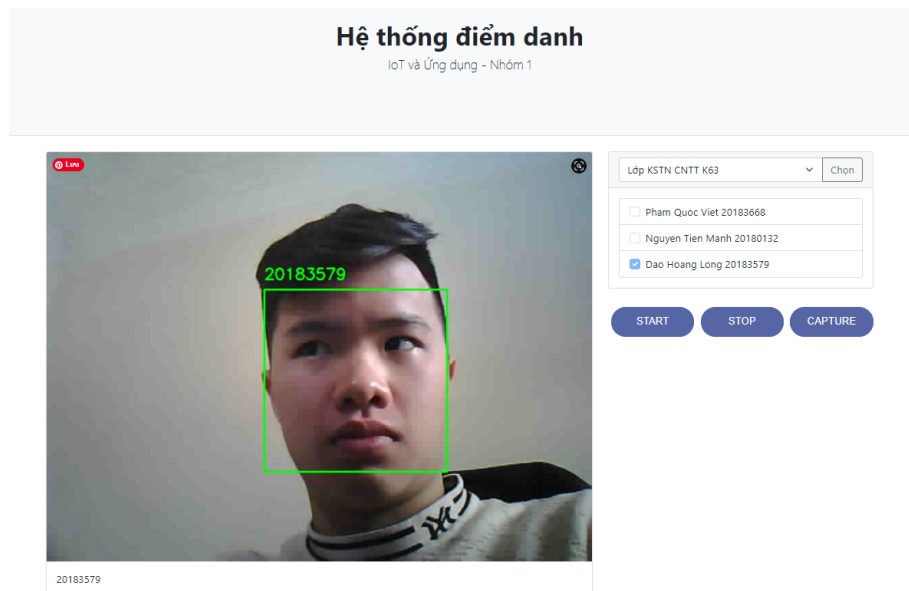 Hệ thống điểm danh
IoT và Ứng dụng - Nhóm 1
Lưu
20183579
20183579
Lớp KSTN CNTT K63
Chọn
Pham Quoc Viet 20183668
Nguyen Tien Manh 20180132
Dao Hoang Long 20183579
START
STOP
CAPTURE